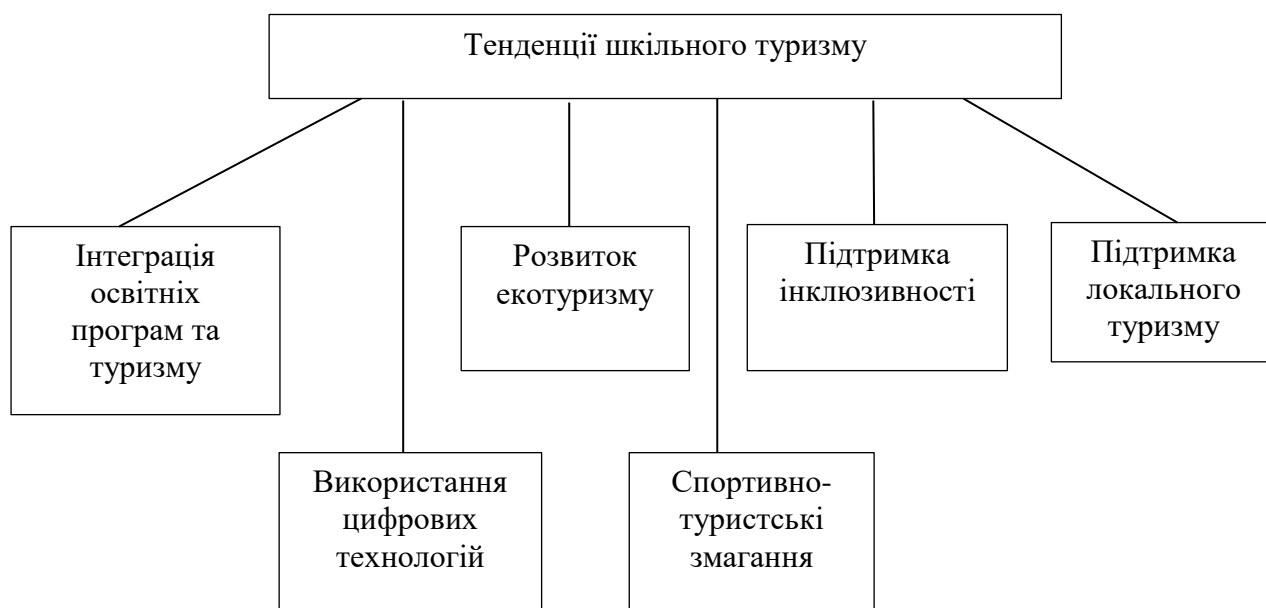 Тенденції шкільного туризму
Інтеграція
освітніх
програм та
туризму
Розвиток
екотуризму
Підтримка
інклюзивності
Підтримка
локального
туризму
Використання
цифрових
технологій
Спортивно-
туристські
змагання